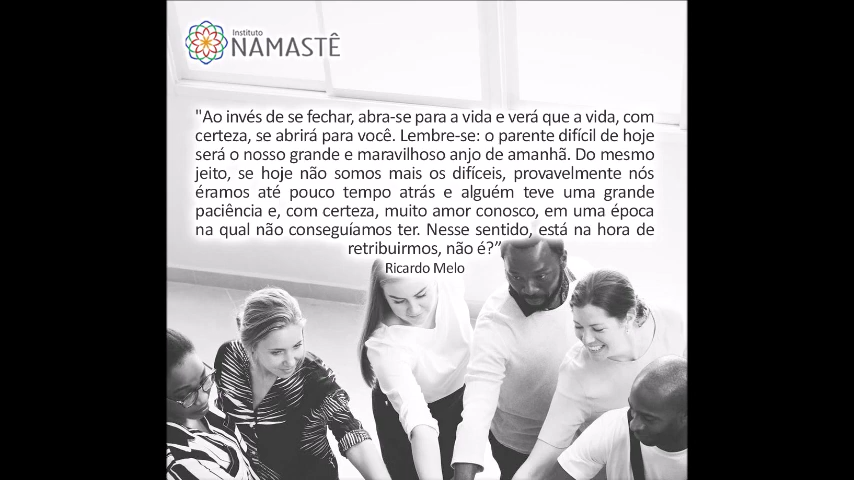 Instituto
NAMASTÊ
"Ao invés de se fechar, abra-se para a vida e verá que a vida, com
certeza, se abrirá para você. Lembre-se: o parente difícil de hoje
será o nosso grande e maravilhoso anjo de amanhã. Do mesmo
jeito, se hoje não somos mais os difíceis, provavelmente nós
éramos até pouco tempo atrás e alguém teve uma grande
paciência e, com certeza, muito amor conosco, em uma época
na qual não conseguíamos ter. Nesse sentido, está na hora de
retribuirmos, não é?”
Ricardo Melo